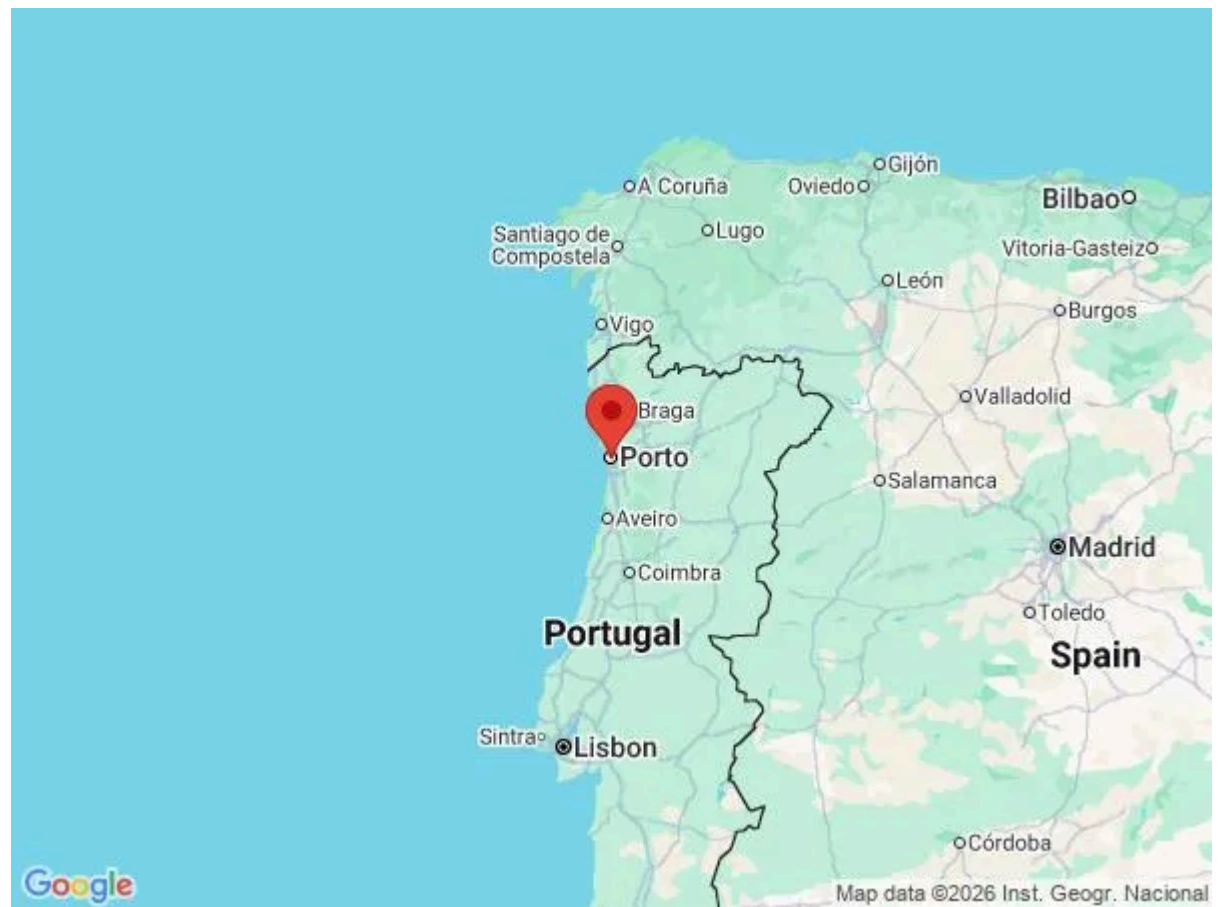 Gijón
A Coruña
Oviedo
Bilbao
Santiago de
Compostela
Lugo
Vitoria-Gasteiz
León
Burgos
Vigo
Valladolid
Braga
Porto
Salamanca
Aveiro
Madrid
Coimbra
Toledo
Portugal
Spain
Sintra
Lisbon
Córdoba
Google
Map data ©2026 Inst. Geogr. Nacional